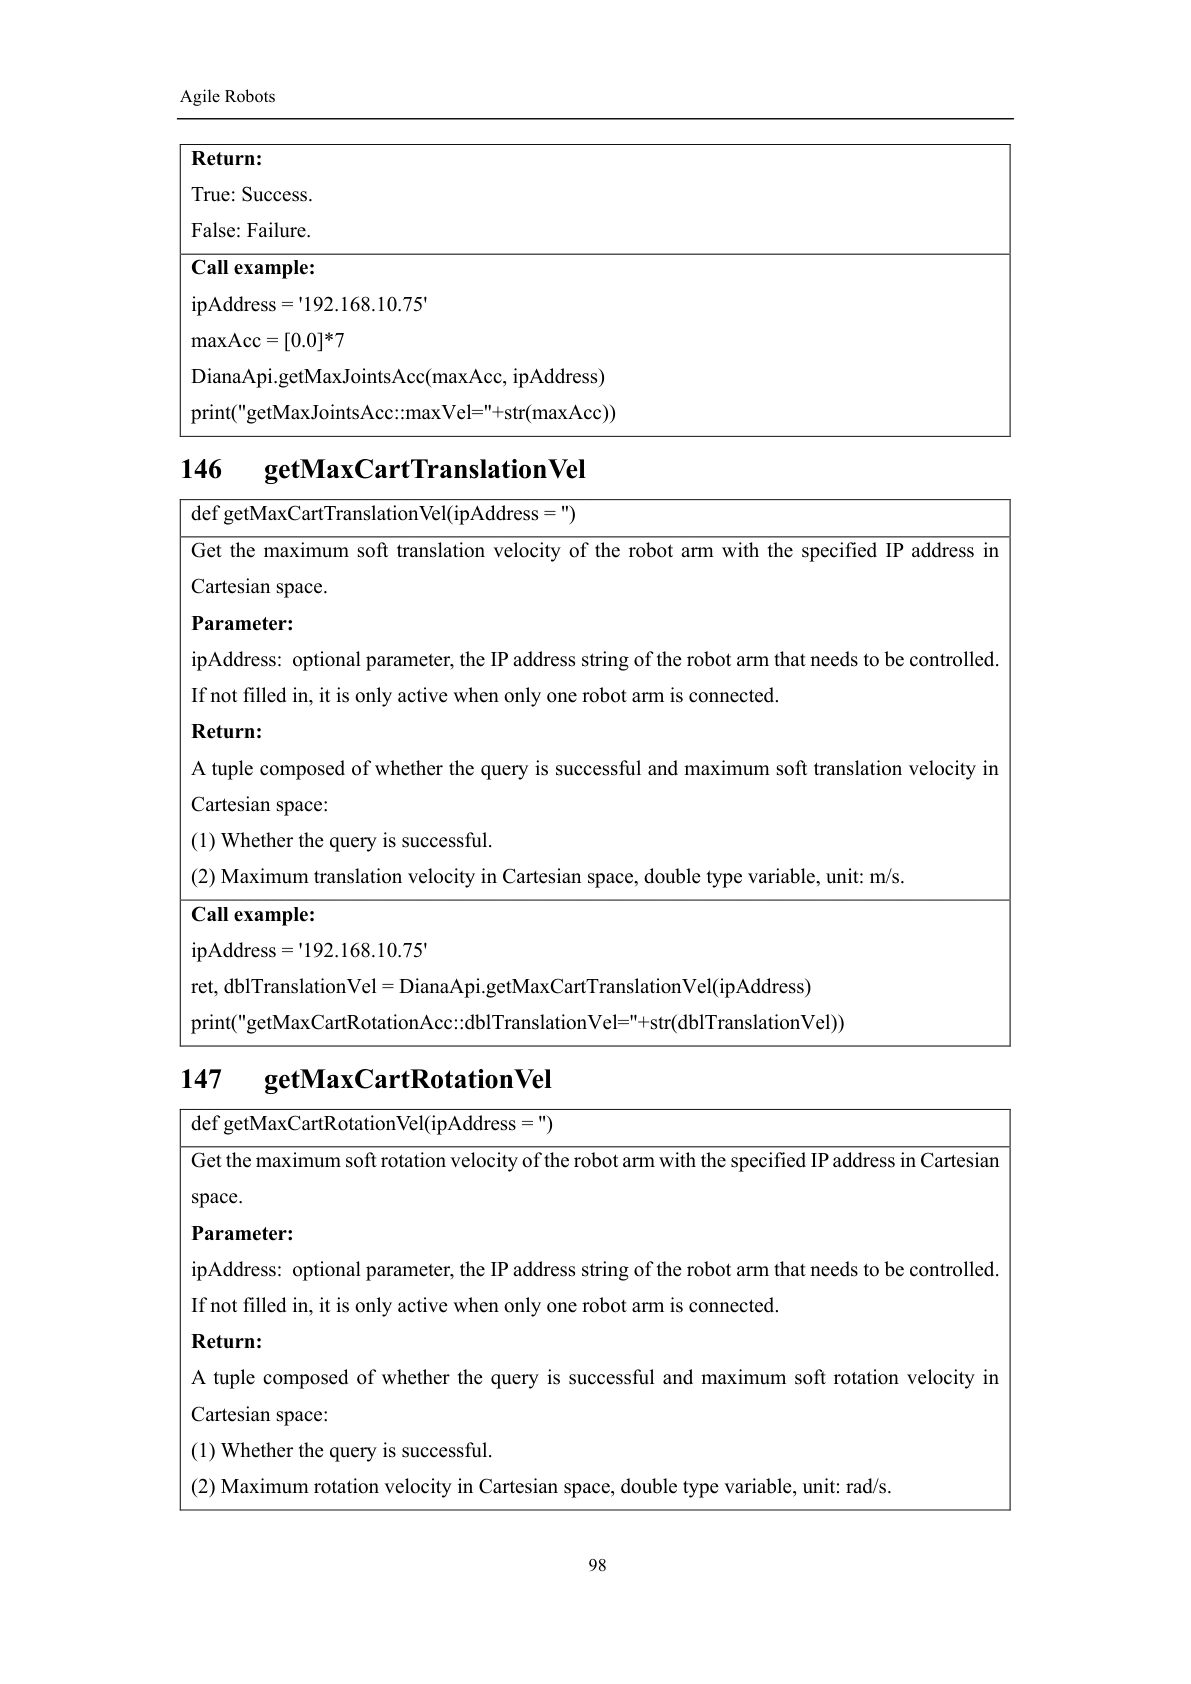 Agile Robots
Return:
True: Success.
False: Failure.
Call example:
ipAddress = '192.168.10.75'
maxAcc = [0.0]*7
DianaApi.getMaxJointsAcc(maxAcc, ipAddress)
print("getMaxJointsAcc::maxVel="+str(maxAcc))
146 getMaxCartTranslationVel
def getMaxCartTranslationVel(ipAddress = '')
Get the maximum soft translation velocity of the robot arm with the specified IP address in
Cartesian space.
Parameter:
ipAddress: optional parameter, the IP address string of the robot arm that needs to be controlled.
If not filled in, it is only active when only one robot arm is connected.
Return:
A tuple composed of whether the query is successful and maximum soft translation velocity in
Cartesian space:
(1) Whether the query is successful.
(2) Maximum translation velocity in Cartesian space, double type variable, unit: m/s.
Call example:
ipAddress = '192.168.10.75'
ret, dblTranslationVel = DianaApi.getMaxCartTranslationVel(ipAddress)
print("getMaxCartRotationAcc::dblTranslationVel="+str(dblTranslationVel))
147 getMaxCartRotationVel
def getMaxCartRotationVel(ipAddress = '')
Get the maximum soft rotation velocity of the robot arm with the specified IP address in Cartesian
space.
Parameter:
ipAddress: optional parameter, the IP address string of the robot arm that needs to be controlled.
If not filled in, it is only active when only one robot arm is connected.
Return:
A tuple composed of whether the query is successful and maximum soft rotation velocity in
Cartesian space:
(1) Whether the query is successful.
(2) Maximum rotation velocity in Cartesian space, double type variable, unit: rad/s.
98